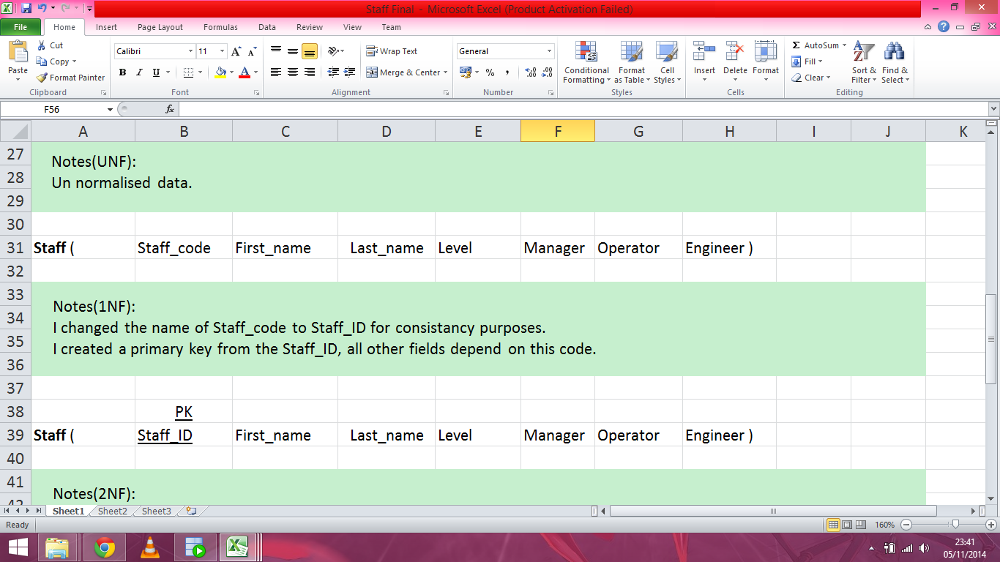 Staff Final - Microsoft Excel (Product Activation Failed)
File Home Insert Page Layout Formulas Data Review View Team
Paste Cut Copy Format Painter Clipboard
Calibri 11 B I U Font
Wrap Text Merge & Center Alignment
General % , Number
Conditional Formatting Format as Table Cell Styles Styles
Insert Delete Format Cells
Σ AutoSum Fill Clear Sort & Filter Find & Select Editing
F56 fx
A B C D E F G H I J K
27 Notes(UNF):
28 Un normalised data.
29
30
31 Staff ( Staff_code First_name Last_name Level Manager Operator Engineer )
32
33 Notes(1NF):
34 I changed the name of Staff_code to Staff_ID for consistancy purposes.
35 I created a primary key from the Staff_ID, all other fields depend on this code.
36
37
38 PK
39 Staff_( Staff_ID First_name Last_name Level Manager Operator Engineer )
40
41 Notes(2NF):
42
Sheet1 Sheet2 Sheet3
Ready 160%
23:41
05/11/2014